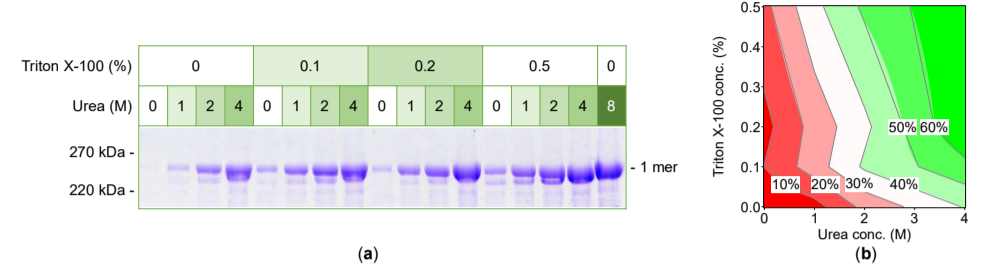 Triton X-100 (%) 0 0.1 0.2 0.5 0
Urea (M) 0 1 2 4 0 1 2 4 0 1 2 4 0 1 2 4 8
270 kDa -
- 1 mer
220 kDa -
(a)
Triton X-100 conc. (%)
0.5
0.4
0.3
0.2
0.1
0.0
50% 60%
10% 20% 30% 40%
0 1 2 3 4
Urea conc. (M)
(b)